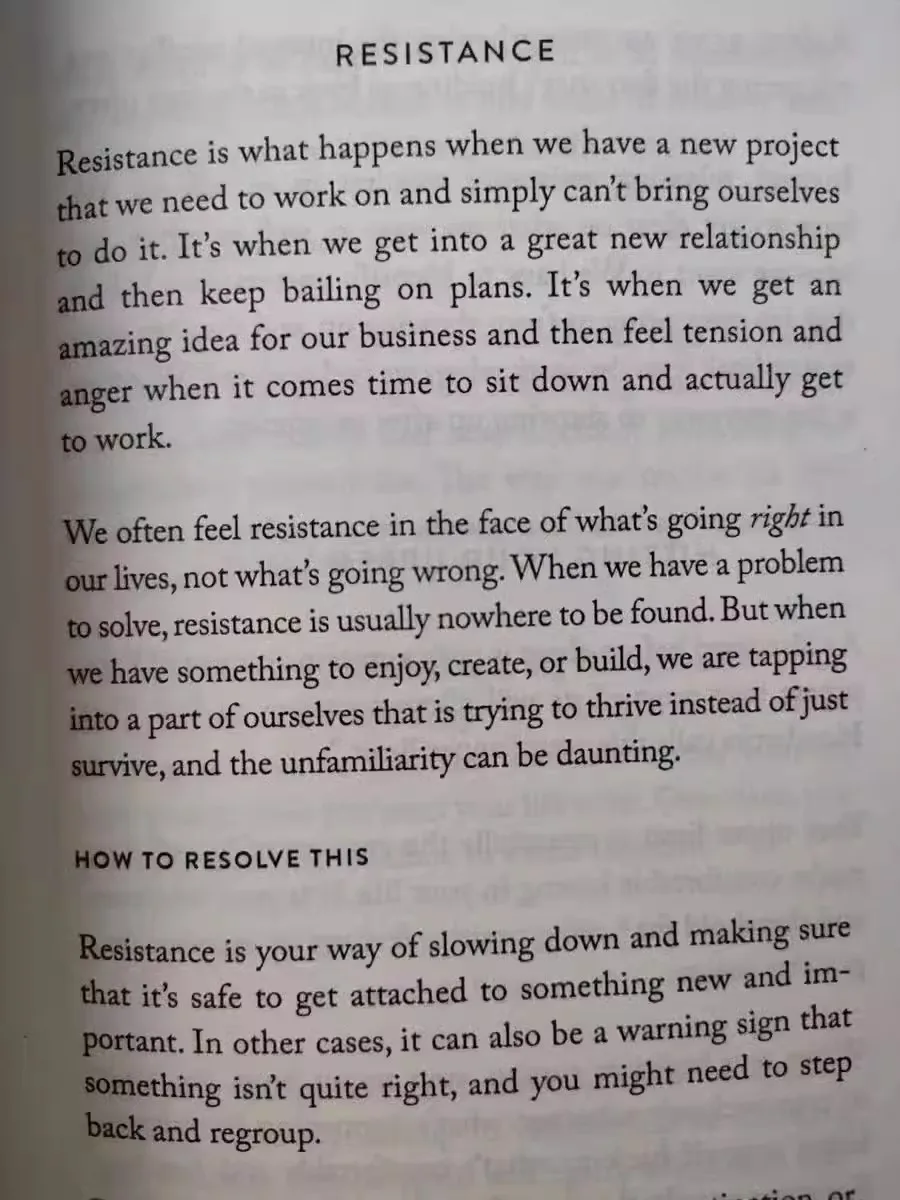 RESISTANCE
Resistance is what happens when we have a new project
that we need to work on and simply can't bring ourselves
to do it. It's when we get into a great new relationship
and then keep bailing on plans. It's when we get an
amazing idea for our business and then feel tension and
anger when it comes time to sit down and actually get
to work.
We often feel resistance in the face of what's going right in
our lives, not what's going wrong. When we have a problem
to solve, resistance is usually nowhere to be found. But when
we have something to enjoy, create, or build, we are tapping
into a part of ourselves that is trying to thrive instead of just
survive, and the unfamiliarity can be daunting.
HOW TO RESOLVE THIS
Resistance is your way of slowing down and making sure
that it's safe to get attached to something new and im-
portant. In other cases, it can also be a warning sign that
something isn't quite right, and you might need to step
back and regroup.
or